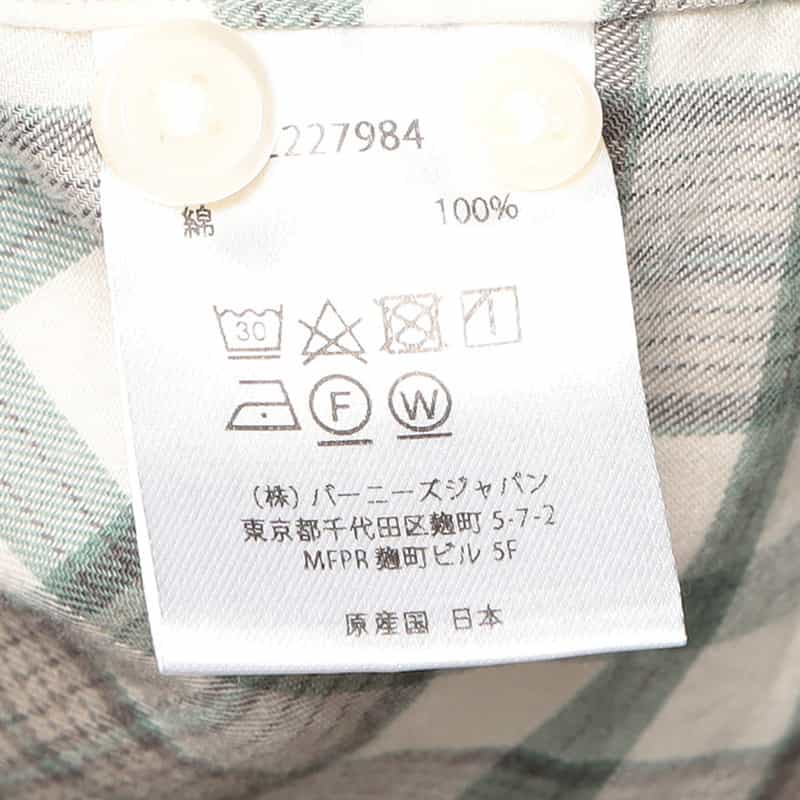 227984
綿 100%
30
F W
(株)バーニーズジャパン
東京都千代田区麹町 5-7-2
MFPR 麹町ビル 5F
原産国 日本